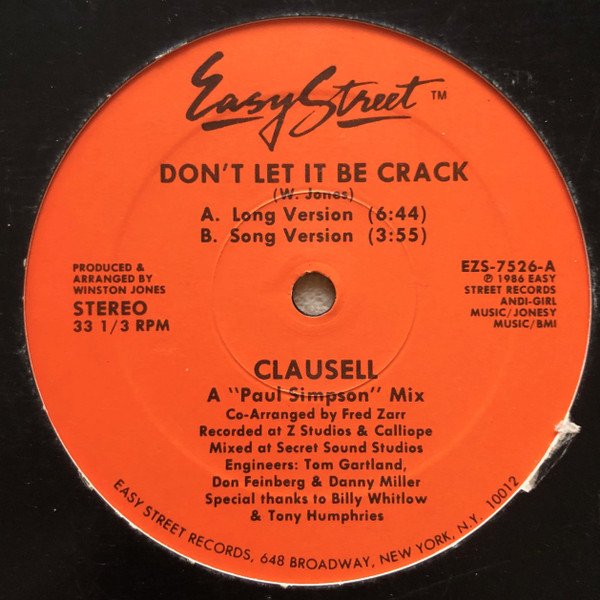 Easy Street ™
DON'T LET IT BE CRACK
(W. Jones)
A. Long Version (6:44)
B. Song Version (3:55)
PRODUCED &
ARRANGED BY
WINSTON JONES
STEREO
33 1/3 RPM
EZS-7526-A
℗ 1986 EASY
STREET RECORDS
ANDI-GIRL
MUSIC/JONESY
MUSIC/BMI
CLAUSELL
A "Paul Simpson" Mix
Co-Arranged by Fred Zarr
Recorded at Z Studios & Calliope
Mixed at Secret Sound Studios
Engineers: Tom Gartland,
Don Feinberg & Danny Miller
Special thanks to Billy Whitlow
& Tony Humphries
EASY STREET RECORDS, 648 BROADWAY, NEW YORK, N.Y. 10012